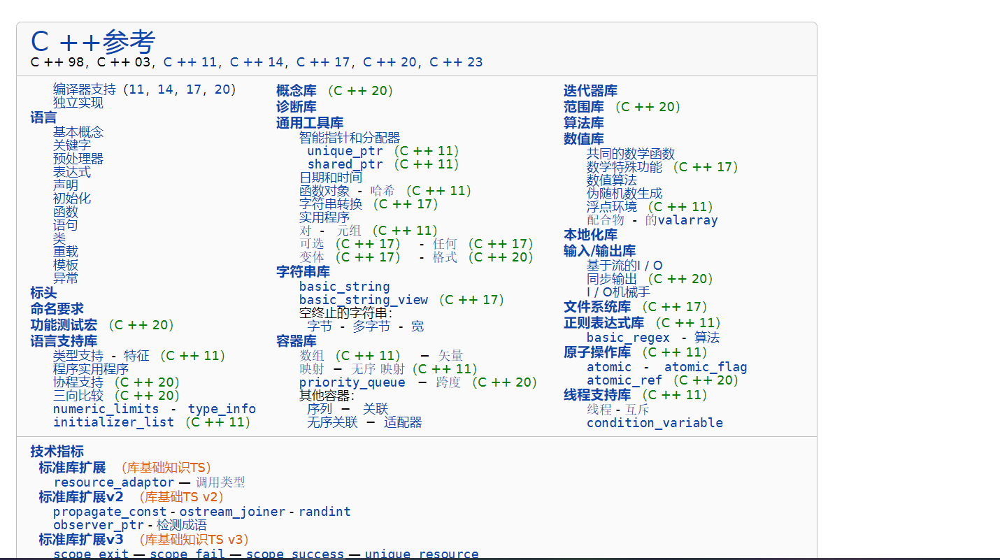 C ++参考
C ++ 98，C ++ 03，C ++ 11，C ++ 14，C ++ 17，C ++ 20，C ++ 23
编译器支持（11，14，17，20）
独立实现
语言
基本概念
关键字
预处理器
表达式
声明
初始化
函数
语句
类
重载
模板
异常
标头
命名要求
功能测试宏 （C ++ 20）
语言支持库
类型支持 - 特征 （C ++ 11）
程序实用程序
协程支持 （C ++ 20）
三向比较 （C ++ 20）
numeric_limits - type_info
initializer_list （C ++ 11）
概念库 （C ++ 20）
诊断库
通用工具库
智能指针和分配器
unique_ptr （C ++ 11）
shared_ptr （C ++ 11）
日期和时间
函数对象 - 哈希 （C ++ 11）
字符串转换 （C ++ 17）
实用程序
对 - 元组 （C ++ 11）
可选 （C ++ 17） - 任何 （C ++ 17）
变体 （C ++ 17） - 格式 （C ++ 20）
字符串库
basic_string
basic_string_view （C ++ 17）
空终止的字符串：
字节 - 多字节 - 宽
容器库
数组 （C ++ 11） — 矢量
映射 — 无序 映射（C ++ 11）
priority_queue — 跨度 （C ++ 20）
其他容器：
序列 — 关联
无序关联 — 适配器
迭代器库
范围库 （C ++ 20）
算法库
数值库
共同的数学函数
数学特殊功能 （C ++ 17）
数值算法
伪随机数生成
浮点环境 （C ++ 11）
配合物 - 的valarray
本地化库
输入/输出库
基于流的I / O
同步输出 （C ++ 20）
I / O机械手
文件系统库 （C ++ 17）
正则表达式库 （C ++ 11）
basic_regex - 算法
原子操作库 （C ++ 11）
atomic - atomic_flag
atomic_ref （C ++ 20）
线程支持库 （C ++ 11）
线程 - 互斥
condition_variable
技术指标
标准库扩展 （库基础知识TS）
resource_adaptor — 调用类型
标准库扩展v2 （库基础TS v2）
propagate_const - ostream_joiner - randint
observer_ptr - 检测成语
标准库扩展v3 （库基础知识TS v3）
scope_exit — scope_fail — scope_success — unique_resource